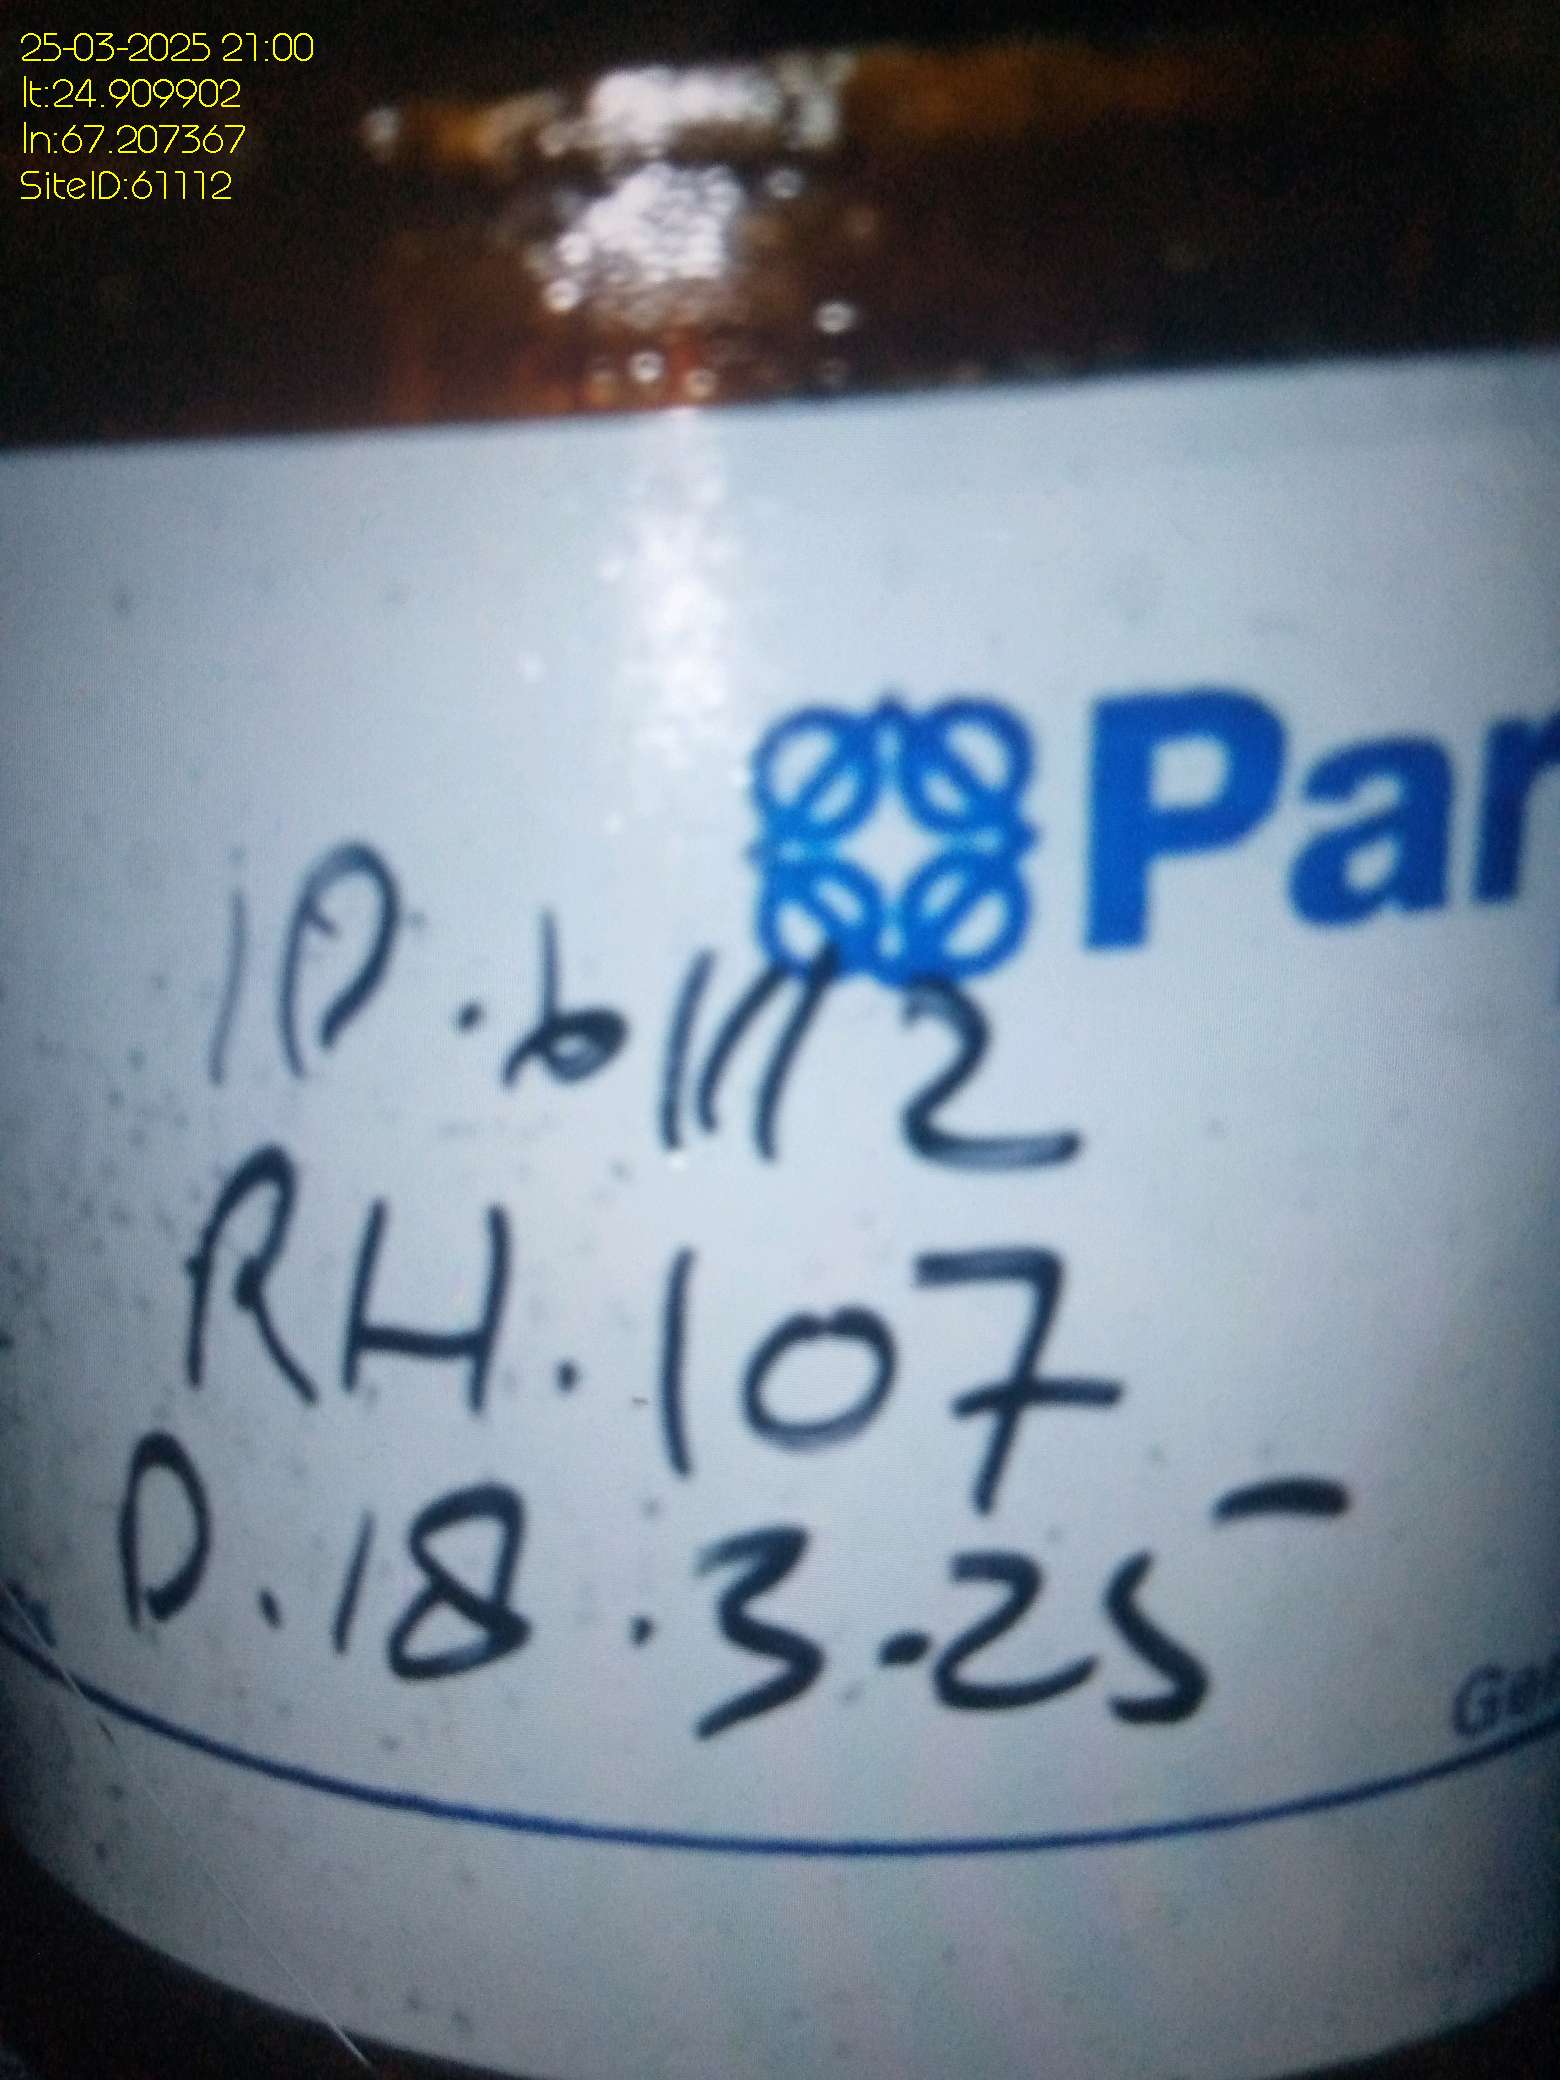 25-03-2025 21:00
lt:24.909902
ln:67.207367
SiteID:61112
Par
ID.61112
RH.107
D.18.3.25